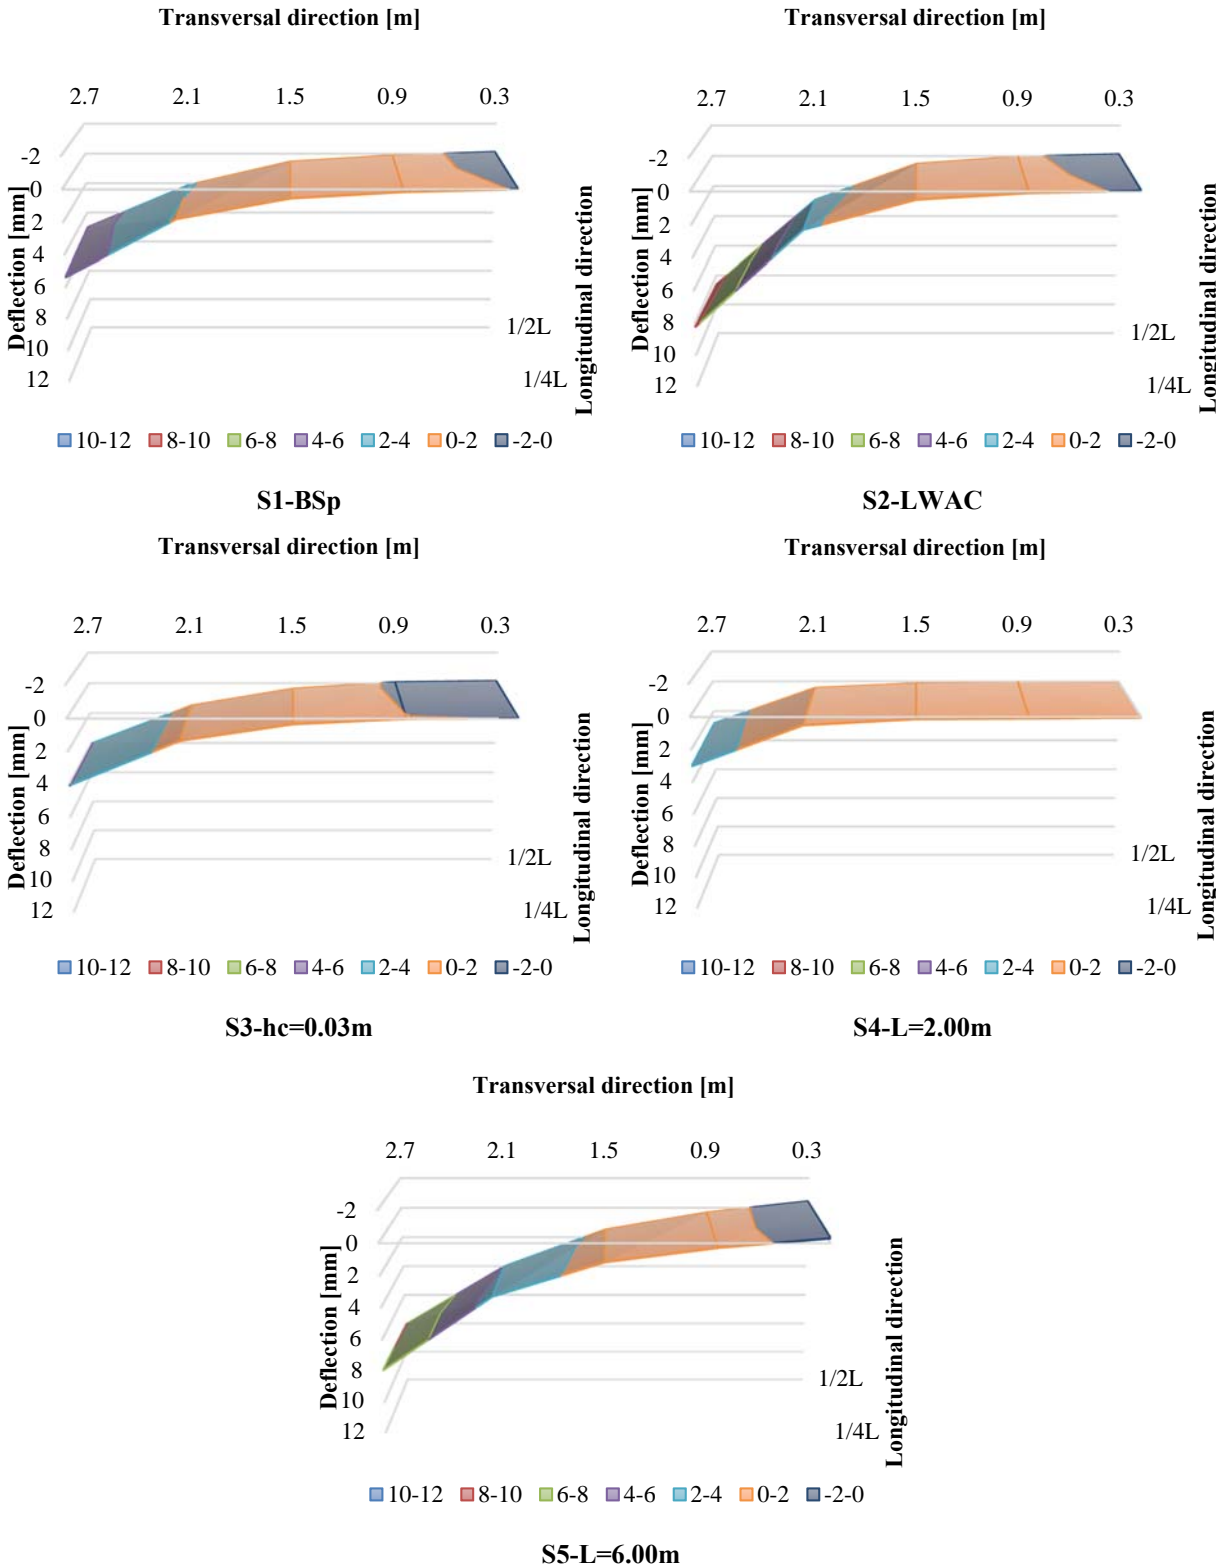 Transversal direction [m]
2.7 2.1 1.5 0.9 0.3
-2
0
2
4
6
8
10
12
Deflection [mm]
1/2L
1/4L
Longitudinal direction
10-12 8-10 6-8 4-6 2-4 0-2 -2-0
S1-BSp
Transversal direction [m]
2.7 2.1 1.5 0.9 0.3
-2
0
2
4
6
8
10
12
Deflection [mm]
1/2L
1/4L
Longitudinal direction
10-12 8-10 6-8 4-6 2-4 0-2 -2-0
S2-LWAC
Transversal direction [m]
2.7 2.1 1.5 0.9 0.3
-2
0
2
4
6
8
10
12
Deflection [mm]
1/2L
1/4L
Longitudinal direction
10-12 8-10 6-8 4-6 2-4 0-2 -2-0
S3-hc=0.03m
Transversal direction [m]
2.7 2.1 1.5 0.9 0.3
-2
0
2
4
6
8
10
12
Deflection [mm]
1/2L
1/4L
Longitudinal direction
10-12 8-10 6-8 4-6 2-4 0-2 -2-0
S4-L=2.00m
Transversal direction [m]
2.7 2.1 1.5 0.9 0.3
-2
0
2
4
6
8
10
12
Deflection [mm]
1/2L
1/4L
Longitudinal direction
10-12 8-10 6-8 4-6 2-4 0-2 -2-0
S5-L=6.00m